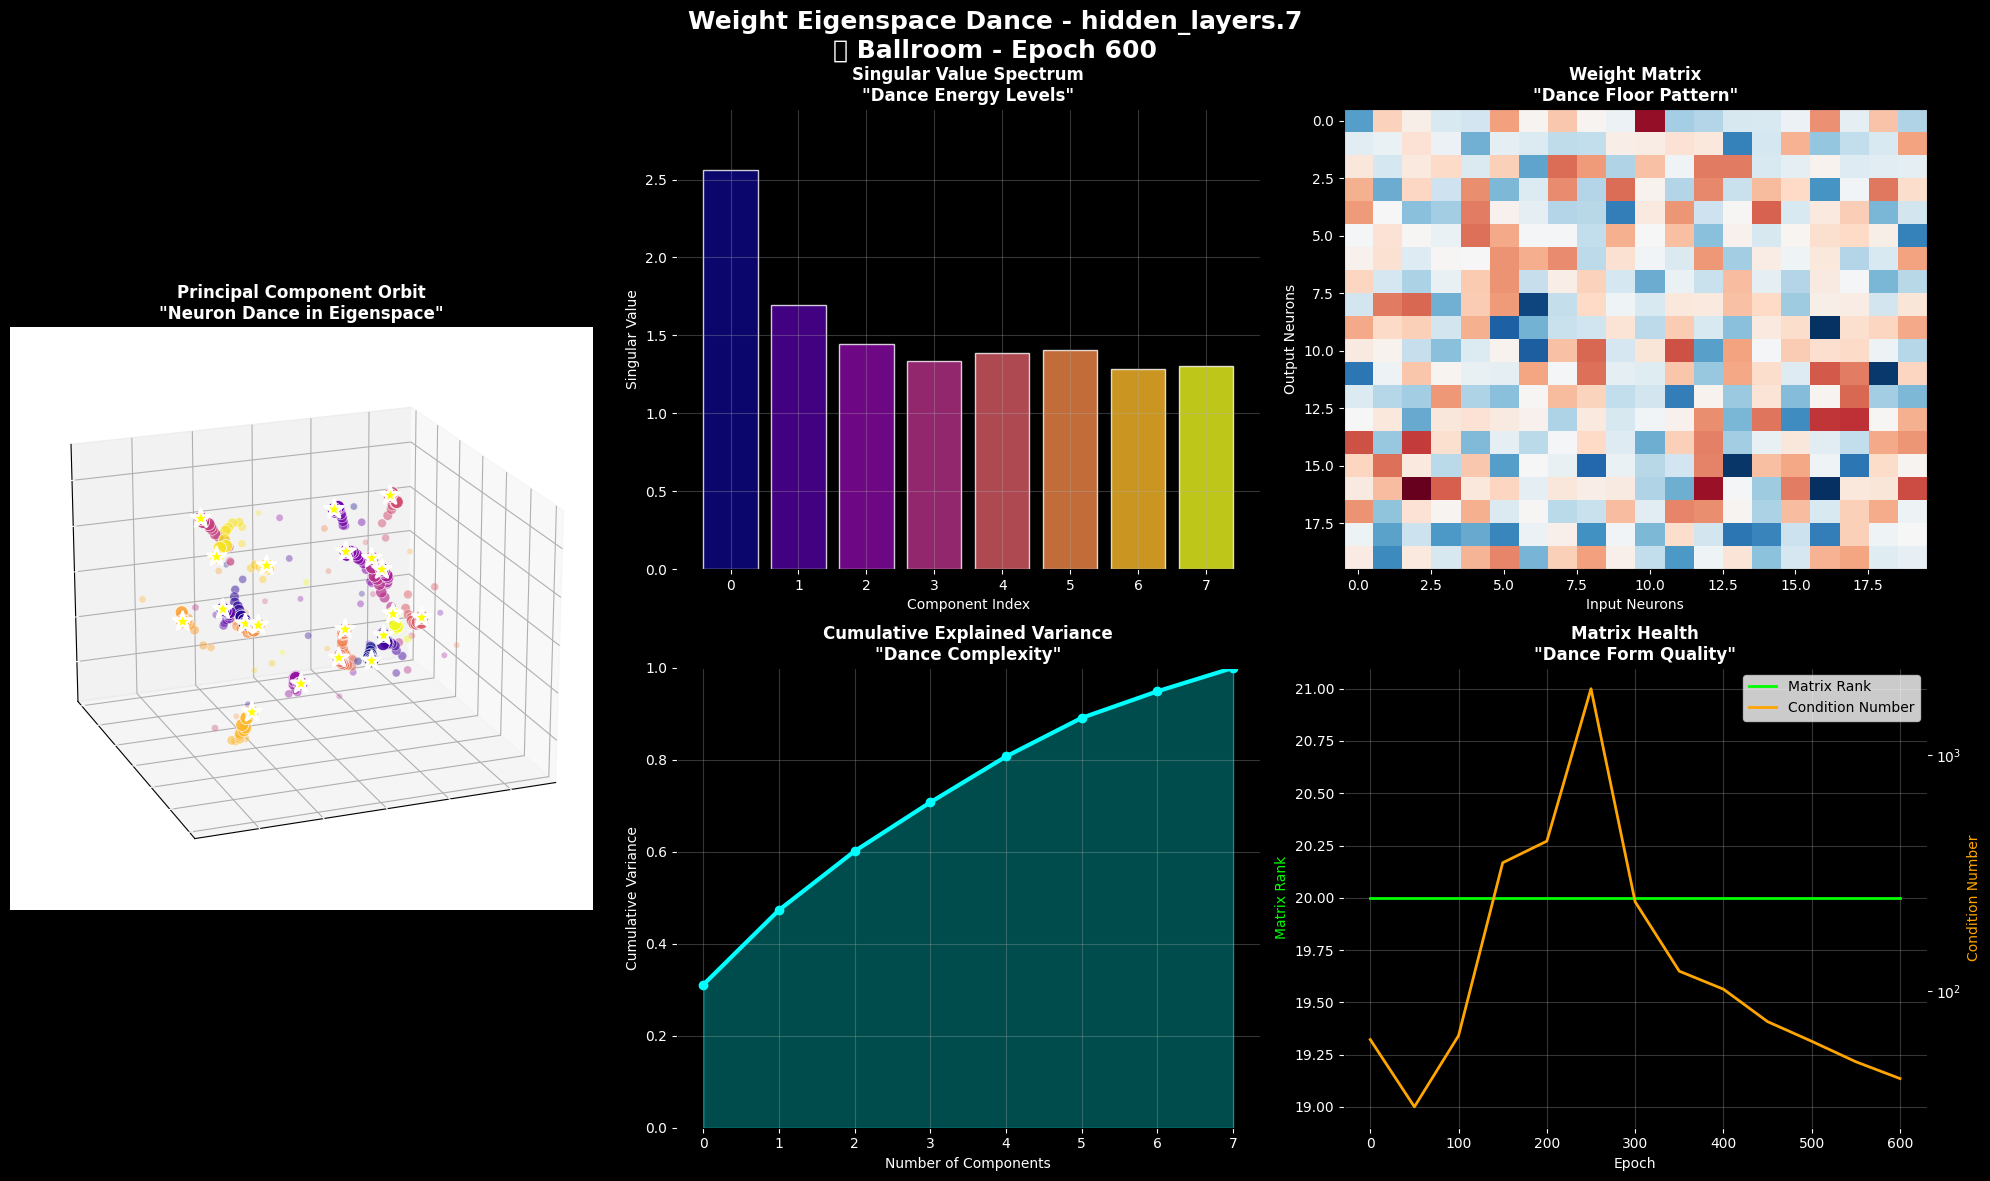 Weight Eigenspace Dance - hidden_layers.7
▯ Ballroom - Epoch 600
Principal Component Orbit
"Neuron Dance in Eigenspace"
Singular Value Spectrum
"Dance Energy Levels"
Singular Value
2.5
2.0
1.5
1.0
0.5
0.0
0 1 2 3 4 5 6 7
Component Index
Weight Matrix
"Dance Floor Pattern"
Output Neurons
0.0
2.5
5.0
7.5
10.0
12.5
15.0
17.5
0.0 2.5 5.0 7.5 10.0 12.5 15.0 17.5
Input Neurons
Cumulative Explained Variance
"Dance Complexity"
Cumulative Variance
1.0
0.8
0.6
0.4
0.2
0.0
0 1 2 3 4 5 6 7
Number of Components
Matrix Health
"Dance Form Quality"
Matrix Rank
Condition Number
Matrix Rank
21.00
20.75
20.50
20.25
20.00
19.75
19.50
19.25
19.00
0 100 200 300 400 500 600
Epoch
10³
10²
Condition Number